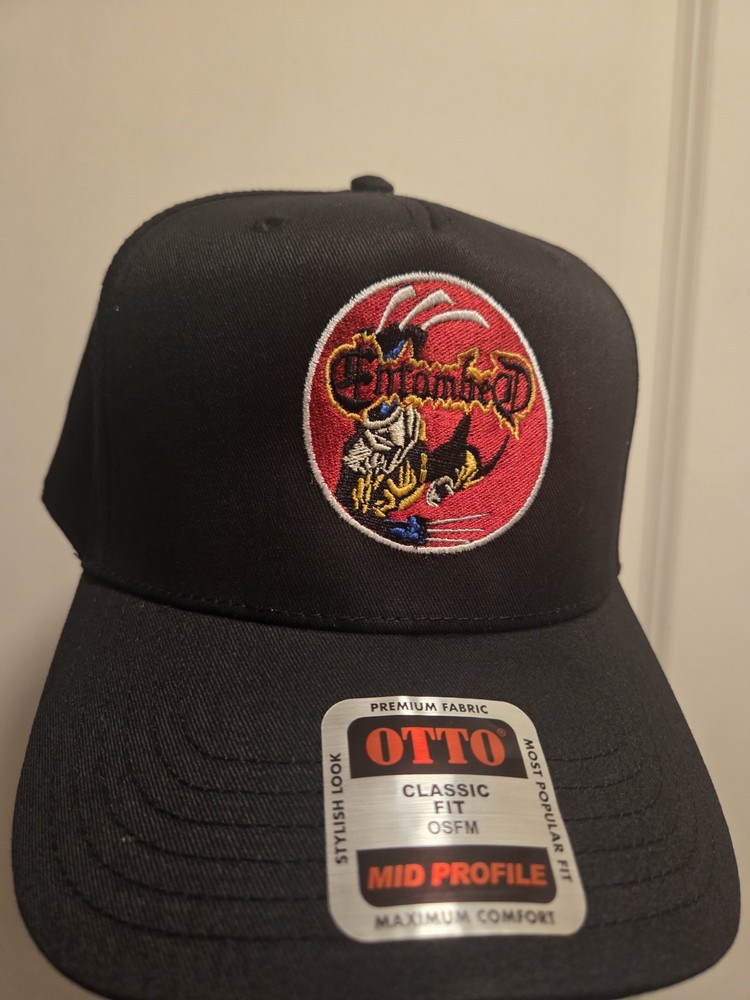 Entombed
PREMIUM FABRIC
STYLISH LOOK
OTTO®
CLASSIC
FIT
OSFM
MID PROFILE
MOST POPULAR FIT
MAXIMUM COMFORT